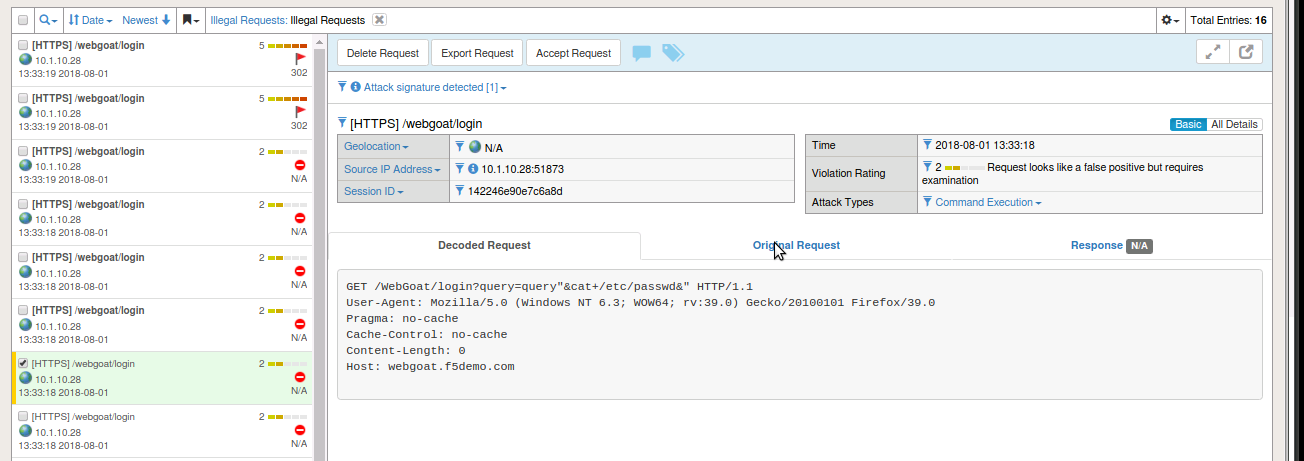 Date Newest Illegal Requests: Illegal Requests Total Entries: 16
[HTTPS] /webgoat/login 5
10.1.10.28
13:33:19 2018-08-01 302
[HTTPS] /webgoat/login 5
10.1.10.28
13:33:19 2018-08-01 302
[HTTPS] /webgoat/login 2
10.1.10.28
13:33:19 2018-08-01 N/A
[HTTPS] /webgoat/login 2
10.1.10.28
13:33:18 2018-08-01 N/A
[HTTPS] /webgoat/login 2
10.1.10.28
13:33:18 2018-08-01 N/A
[HTTPS] /webgoat/login 2
10.1.10.28
13:33:18 2018-08-01 N/A
[HTTPS] /webgoat/login 2
10.1.10.28
13:33:18 2018-08-01 N/A
[HTTPS] /webgoat/login 2
10.1.10.28
13:33:18 2018-08-01 N/A
Delete Request Export Request Accept Request
Attack signature detected [1]
[HTTPS] /webgoat/login
Basic All Details
Geolocation N/A
Source IP Address 10.1.10.28:51873
Session ID 142246e90e7c6a8d
Time 2018-08-01 13:33:18
Violation Rating 2 Request looks like a false positive but requires
examination
Attack Types Command Execution
Decoded Request Original Request Response N/A
GET /WebGoat/login?query=query"&cat+/etc/passwd&" HTTP/1.1
User-Agent: Mozilla/5.0 (Windows NT 6.3; WOW64; rv:39.0) Gecko/20100101 Firefox/39.0
Pragma: no-cache
Cache-Control: no-cache
Content-Length: 0
Host: webgoat.f5demo.com